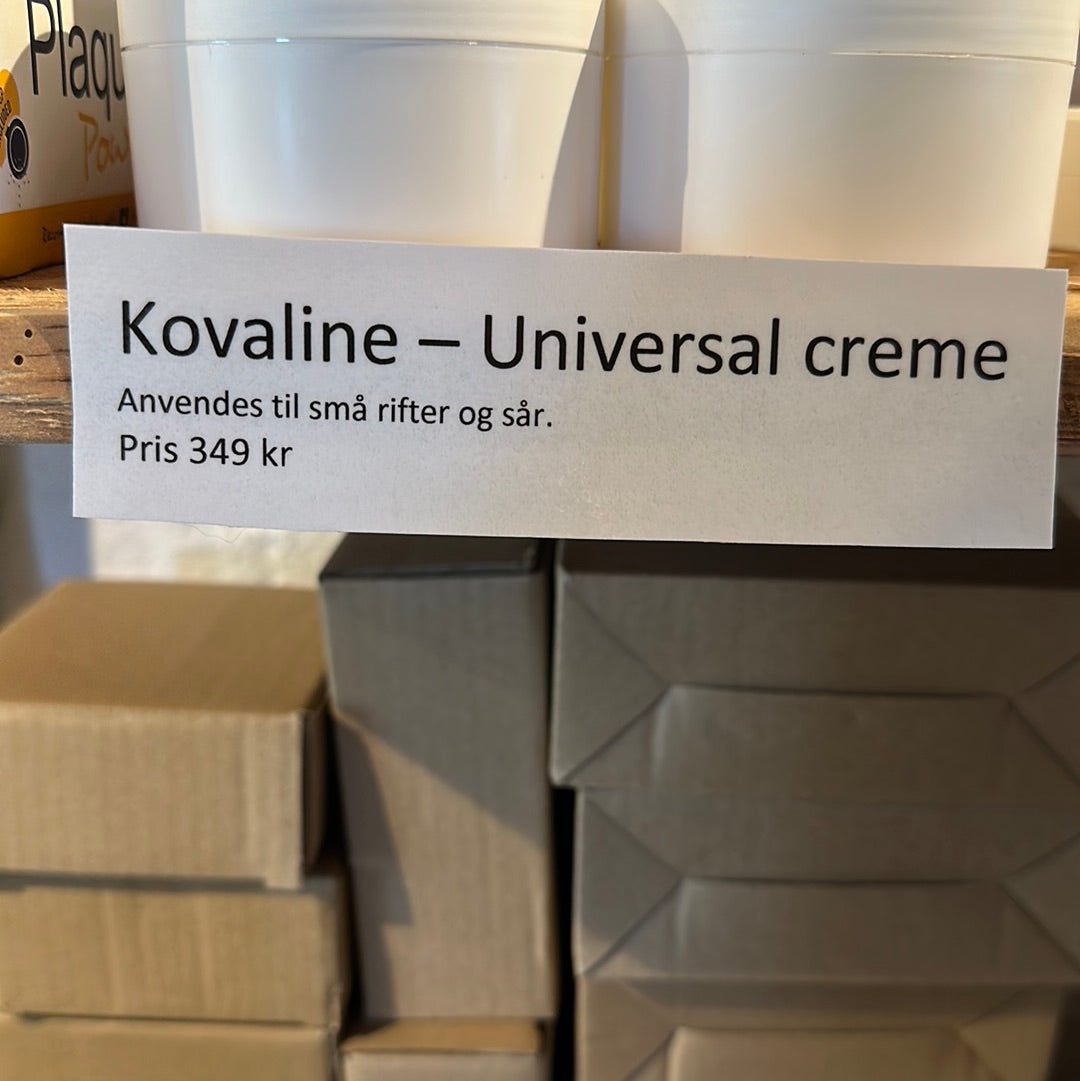 Kovaline – Universal creme
Anvendes til små rifter og sår.
Pris 349 kr